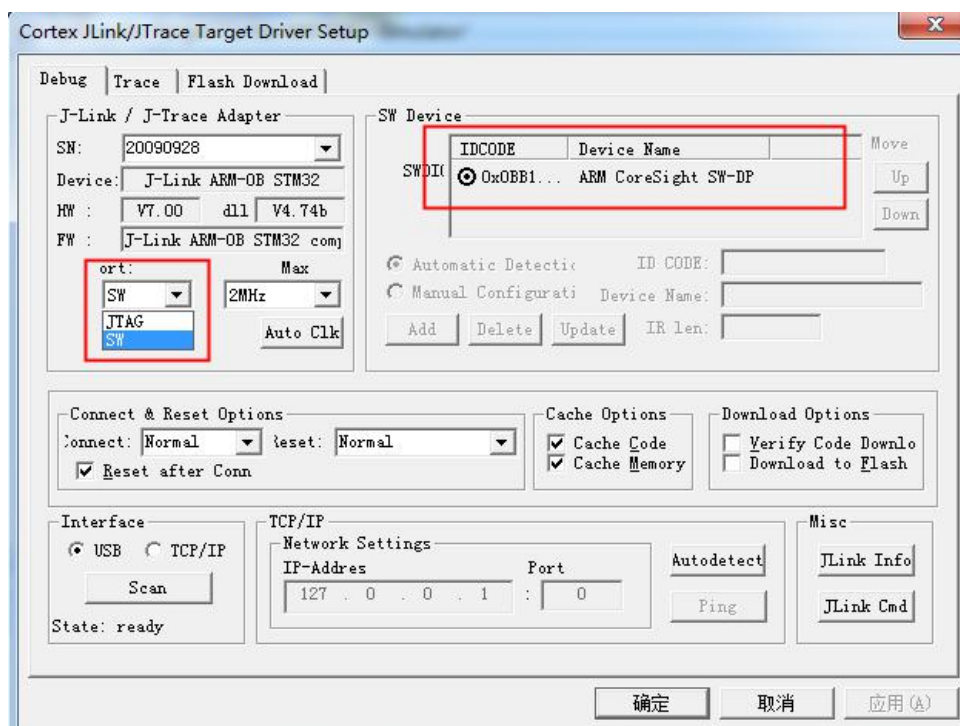 Cortex JLink/JTrace Target Driver Setup
Debug Trace Flash Download
J-Link / J-Trace Adapter
SN: 20090928
Device: J-Link ARM-OB STM32
HW : V7.00 dll V4.74b
FW : J-Link ARM-OB STM32 comp
ort: Max
SW 2MHz
JTAG
SW
Auto Clk
SW Device
IDCODE Device Name
SWDI
0x0BB1... ARM CoreSight SW-DP
Move
Up
Down
Automatic Detectic ID CODE:
Manual Configurati Device Name:
Add Delete Update IR len:
Connect & Reset Options
onnect: Normal Reset: Normal
Reset after Conn
Cache Options
Cache Code
Cache Memory
Download Options
Verify Code Downlo
Download to Flash
Interface
USB TCP/IP
Scan
State: ready
TCP/IP
Network Settings
IP-Addres Port
127 . 0 . 0 . 1 : 0
Autodetect
Ping
Misc
JLink Info
JLink Cmd
确定 取消 应用(A)